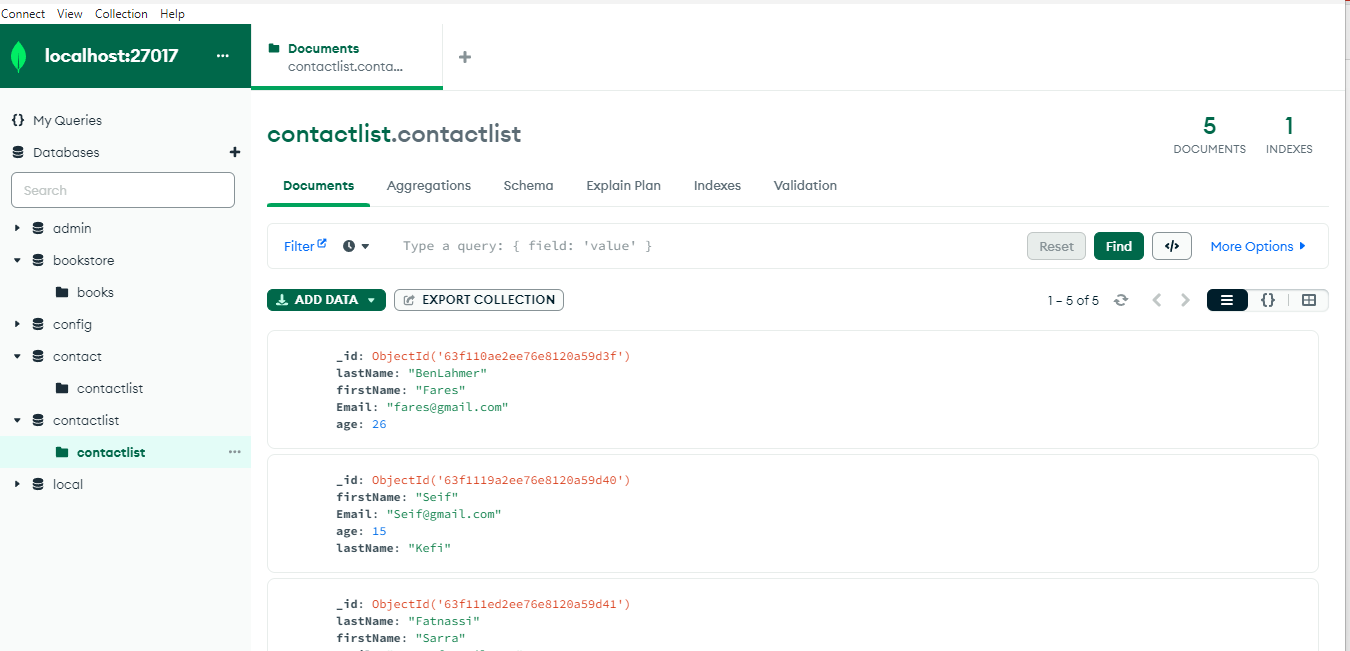 Connect View Collection Help
localhost:27017 ...
Documents
contactlist.conta...
My Queries
Databases
Search
admin
bookstore
books
config
contact
contactlist
contactlist
contactlist
local
contactlist.contactlist
5
DOCUMENTS
1
INDEXES
Documents Aggregations Schema Explain Plan Indexes Validation
Filter Type a query: { field: 'value' } Reset Find </> More Options
ADD DATA EXPORT COLLECTION 1 – 5 of 5 {}
_id: ObjectId('63f110ae2ee76e8120a59d3f')
lastName: "BenLahmer"
firstName: "Fares"
Email: "fares@gmail.com"
age: 26
_id: ObjectId('63f1119a2ee76e8120a59d40')
firstName: "Seif"
Email: "Seif@gmail.com"
age: 15
lastName: "Kefi"
_id: ObjectId('63f111ed2ee76e8120a59d41')
lastName: "Fatnassi"
firstName: "Sarra"